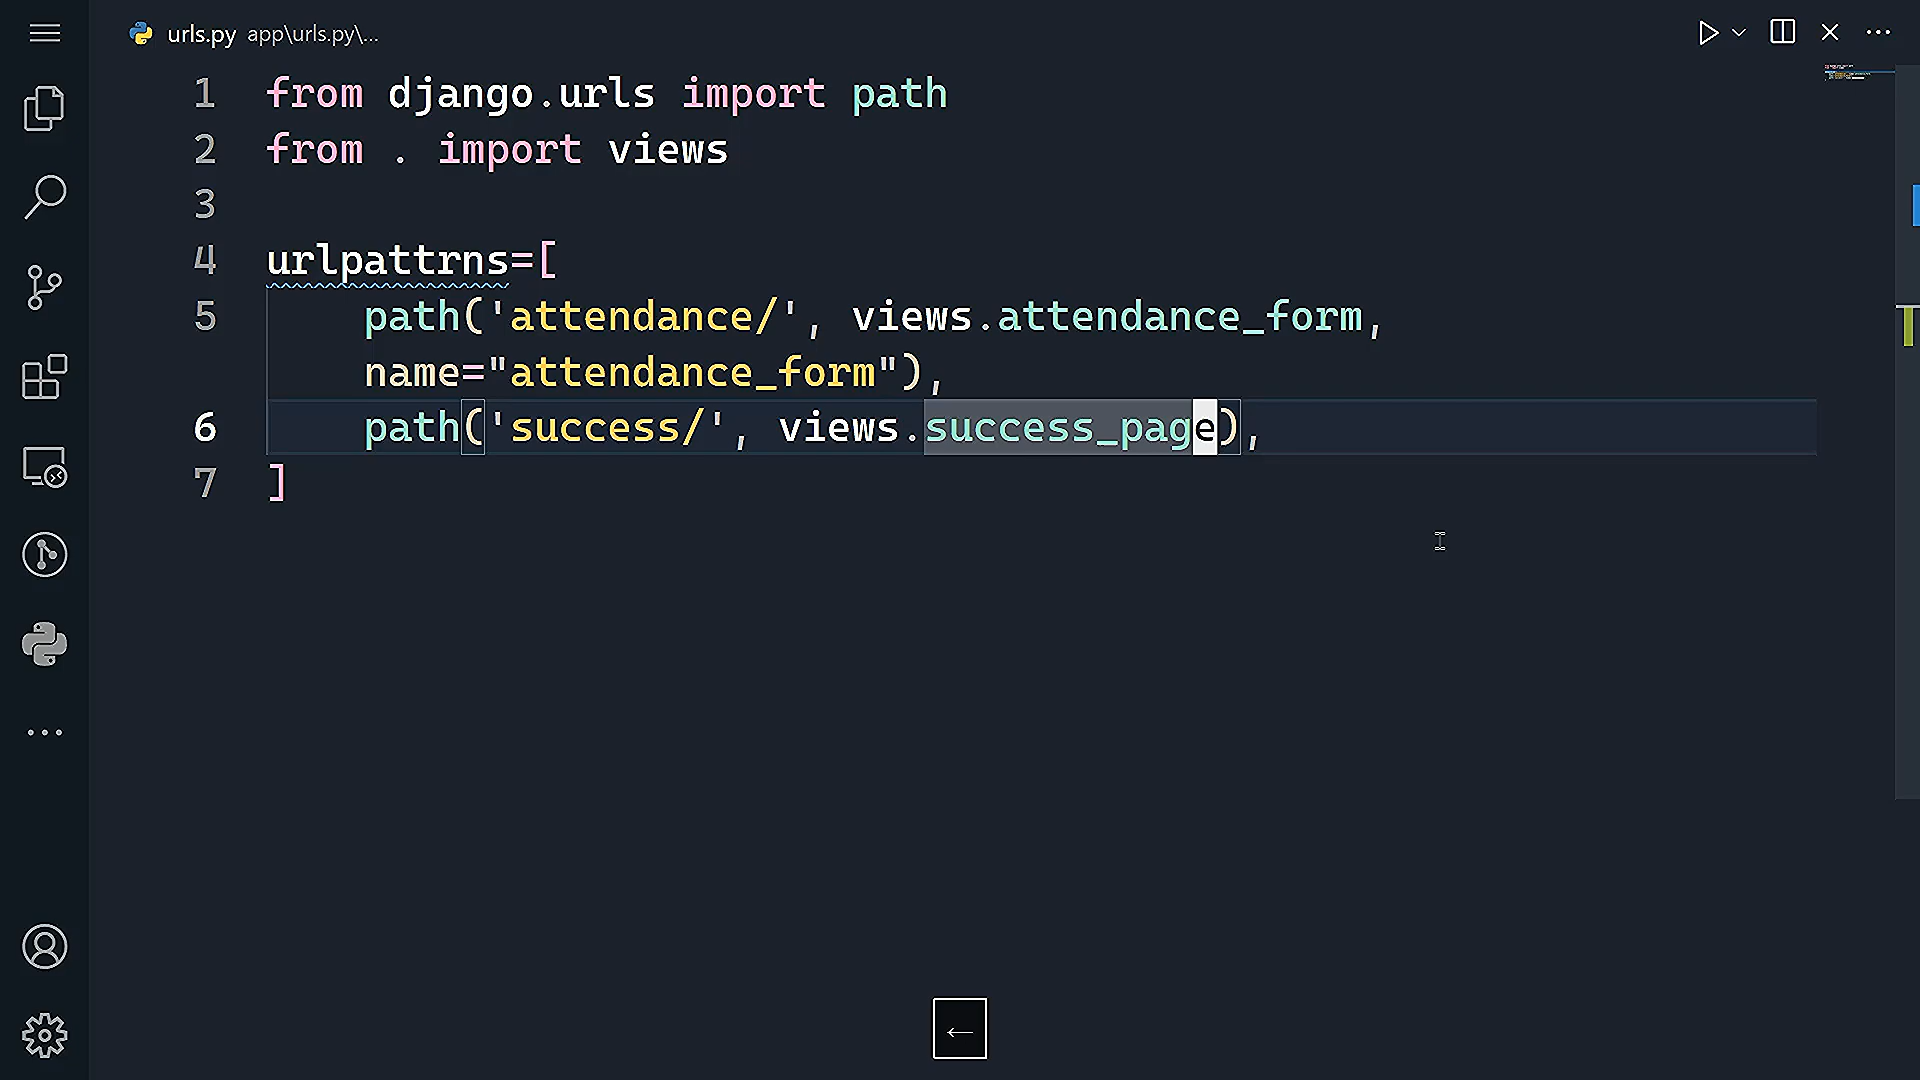 urls.py app\urls.py\...
1 from django.urls import path
2 from . import views
3
4 urlpattrns=[
5     path('attendance/', views.attendance_form,
    name="attendance_form"),
6     path('success/', views.success_page),
7 ]
←